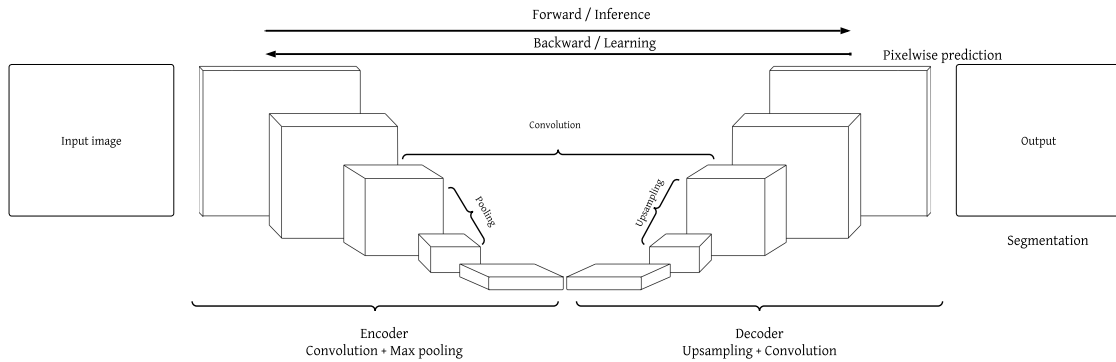 Forward / Inference
Backward / Learning
Pixelwise prediction
Input image
Convolution
Output
Pooling
Upsampling
Segmentation
Encoder
Convolution + Max pooling
Decoder
Upsampling + Convolution